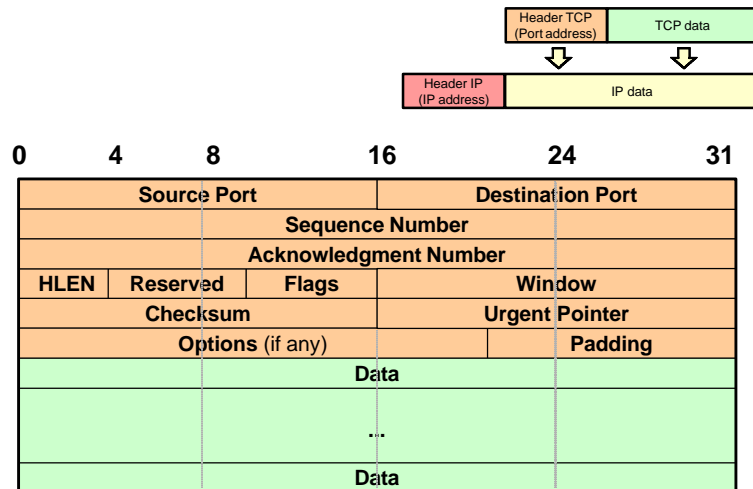 Header TCP
(Port address)
TCP data
Header IP
(IP address)
IP data
0 4 8 16 24 31
Source Port Destination Port
Sequence Number
Acknowledgment Number
HLEN Reserved Flags Window
Checksum Urgent Pointer
Options (if any) Padding
Data
...
Data